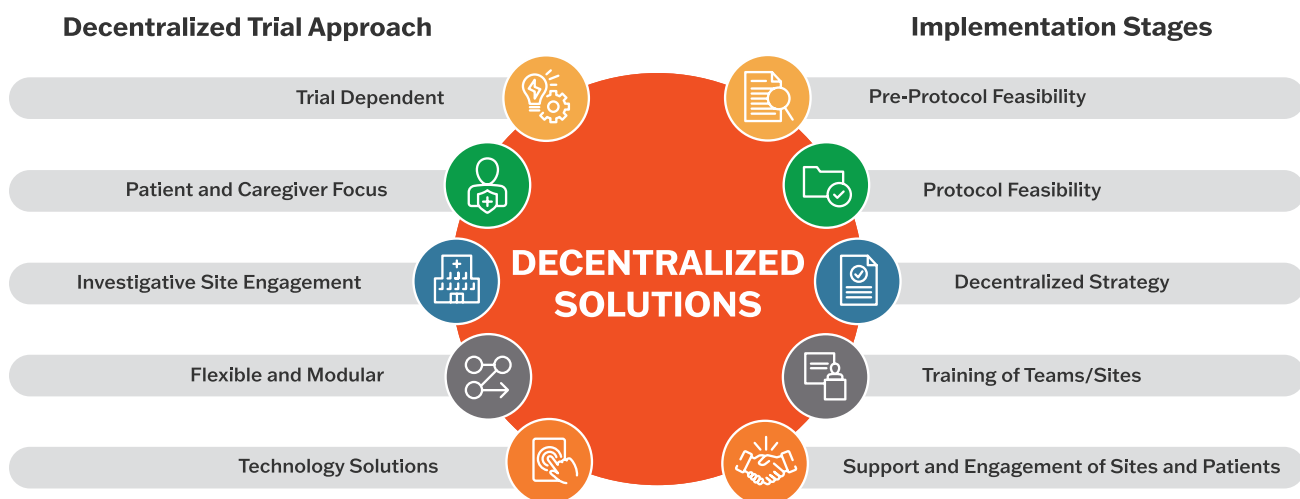 Decentralized Trial Approach
Trial Dependent
Patient and Caregiver Focus
Investigative Site Engagement
Flexible and Modular
Technology Solutions
DECENTRALIZED
SOLUTIONS
Implementation Stages
Pre-Protocol Feasibility
Protocol Feasibility
Decentralized Strategy
Training of Teams/Sites
Support and Engagement of Sites and Patients